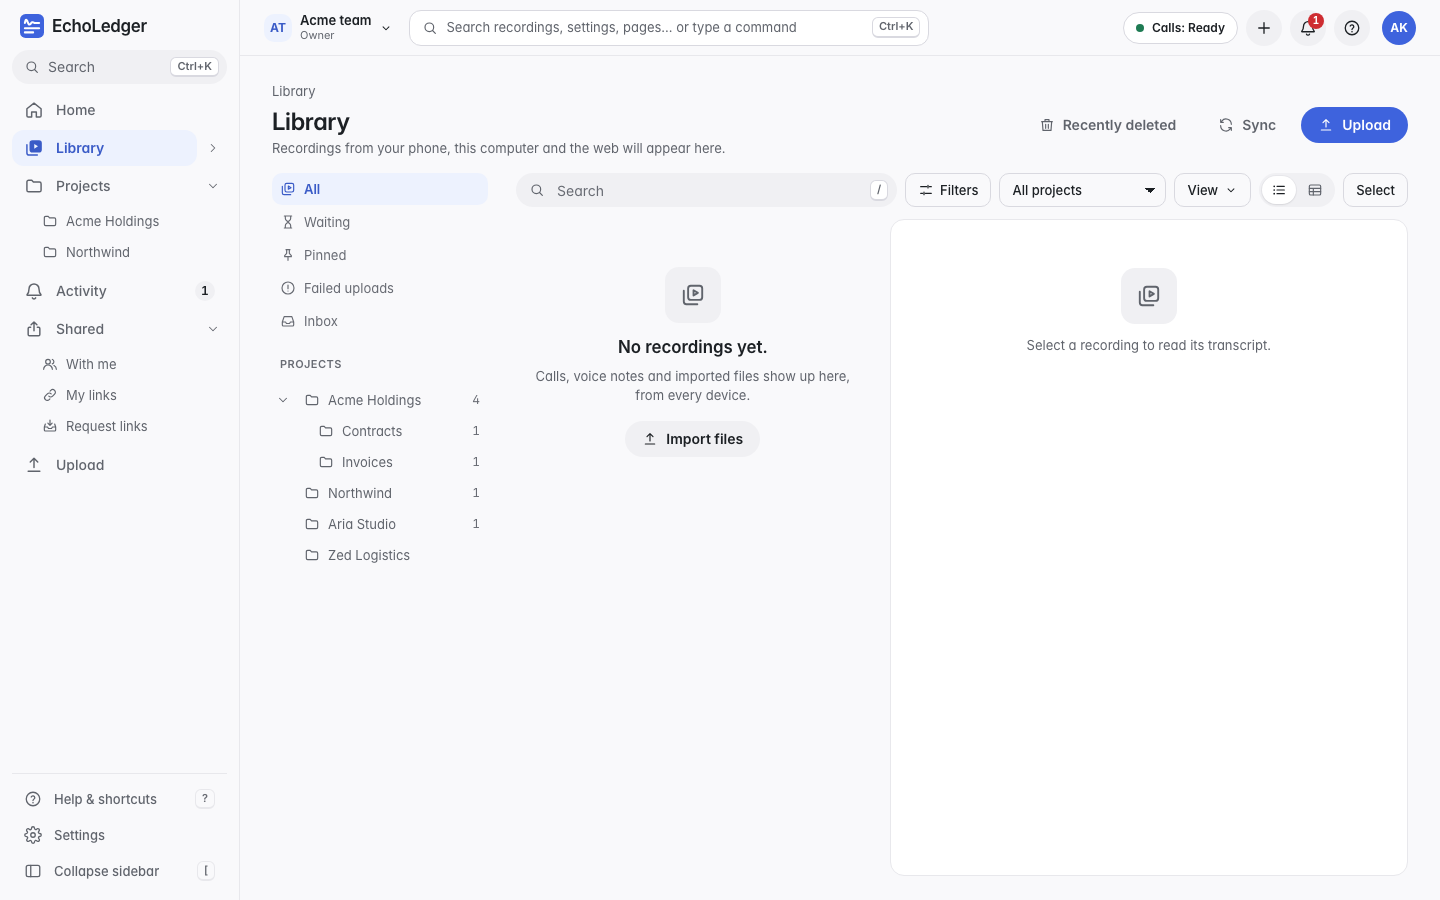 EchoLedger
Search
Ctrl+K
Home
Library
Projects
Acme Holdings
Northwind
Activity
1
Shared
With me
My links
Request links
Upload
Help & shortcuts
?
Settings
Collapse sidebar
[
AT
Acme team
Owner
Search recordings, settings, pages... or type a command
Ctrl+K
Calls: Ready
1
AK
Library
Library
Recordings from your phone, this computer and the web will appear here.
Recently deleted
Sync
Upload
All
Waiting
Pinned
Failed uploads
Inbox
PROJECTS
Acme Holdings 4
Contracts 1
Invoices 1
Northwind 1
Aria Studio 1
Zed Logistics
Search
/
Filters
All projects
View
Select
No recordings yet.
Calls, voice notes and imported files show up here,
from every device.
Import files
Select a recording to read its transcript.